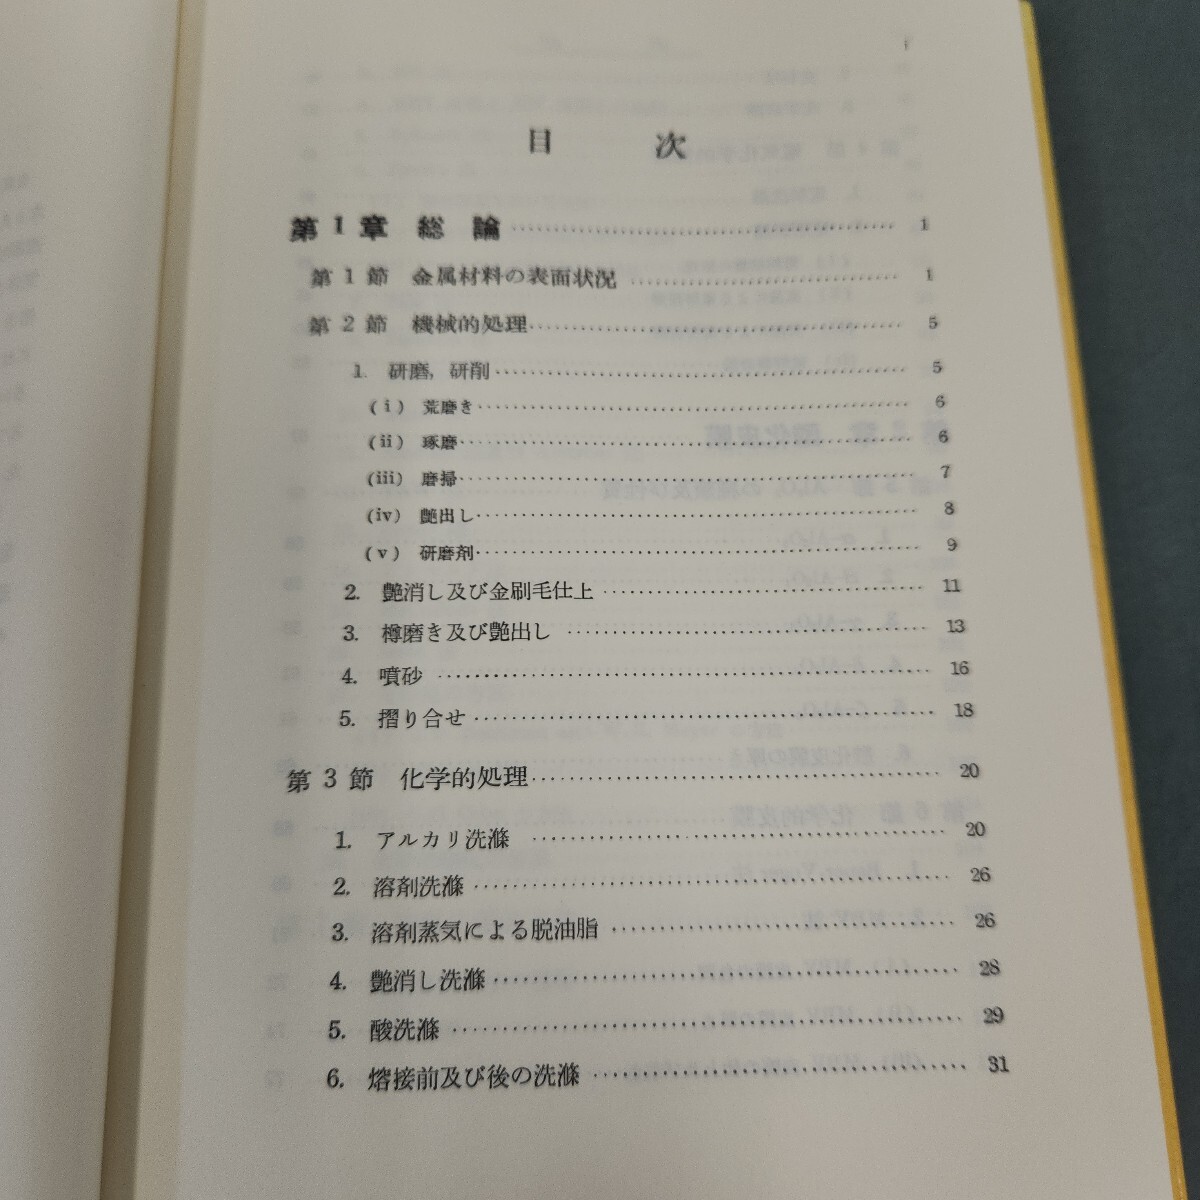 i
目次
第1章 総論 1
第1節 金属材料の表面状況 1
第2節 機械的処理 5
1. 研磨，研削 5
(i) 荒磨き 6
(ii) 琢磨 6
(iii) 磨掃 7
(iv) 艶出し 8
(v) 研磨剤 9
2. 艶消し及び金刷毛仕上 11
3. 樽磨き及び艶出し 13
4. 噴砂 16
5. 摺り合せ 18
第3節 化学的処理 20
1. アルカリ洗滌 20
2. 溶剤洗滌 26
3. 溶剤蒸気による脱油脂 26
4. 艶消し洗滌 28
5. 酸洗滌 29
6. 熔接前及び後の洗滌 31